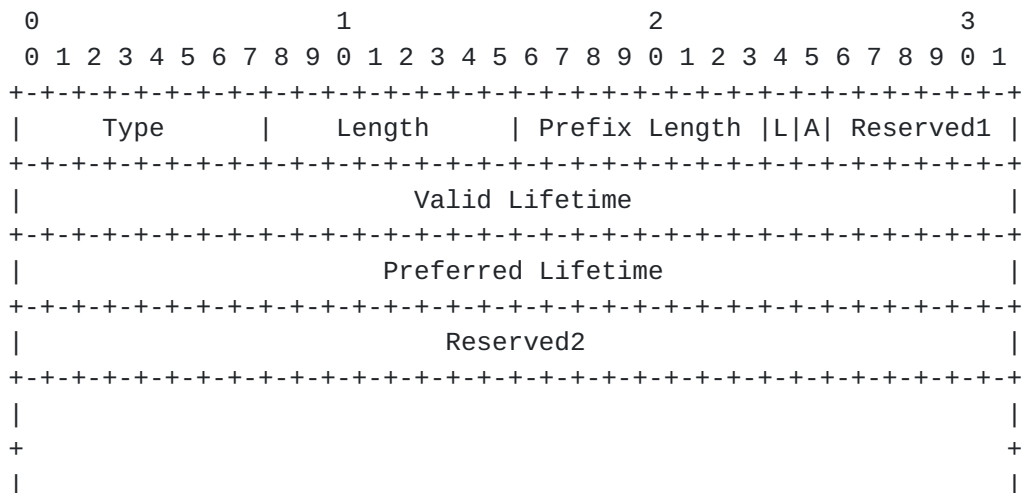 0                   1                   2                   3
 0 1 2 3 4 5 6 7 8 9 0 1 2 3 4 5 6 7 8 9 0 1 2 3 4 5 6 7 8 9 0 1
+-+-+-+-+-+-+-+-+-+-+-+-+-+-+-+-+-+-+-+-+-+-+-+-+-+-+-+-+-+-+-+-+
|     Type      |    Length     | Prefix Length |L|A| Reserved1 |
+-+-+-+-+-+-+-+-+-+-+-+-+-+-+-+-+-+-+-+-+-+-+-+-+-+-+-+-+-+-+-+-+
|                         Valid Lifetime                        |
+-+-+-+-+-+-+-+-+-+-+-+-+-+-+-+-+-+-+-+-+-+-+-+-+-+-+-+-+-+-+-+-+
|                       Preferred Lifetime                      |
+-+-+-+-+-+-+-+-+-+-+-+-+-+-+-+-+-+-+-+-+-+-+-+-+-+-+-+-+-+-+-+-+
|                           Reserved2                           |
+-+-+-+-+-+-+-+-+-+-+-+-+-+-+-+-+-+-+-+-+-+-+-+-+-+-+-+-+-+-+-+-+
|                                                               |
+                                                               +
|                                                               |